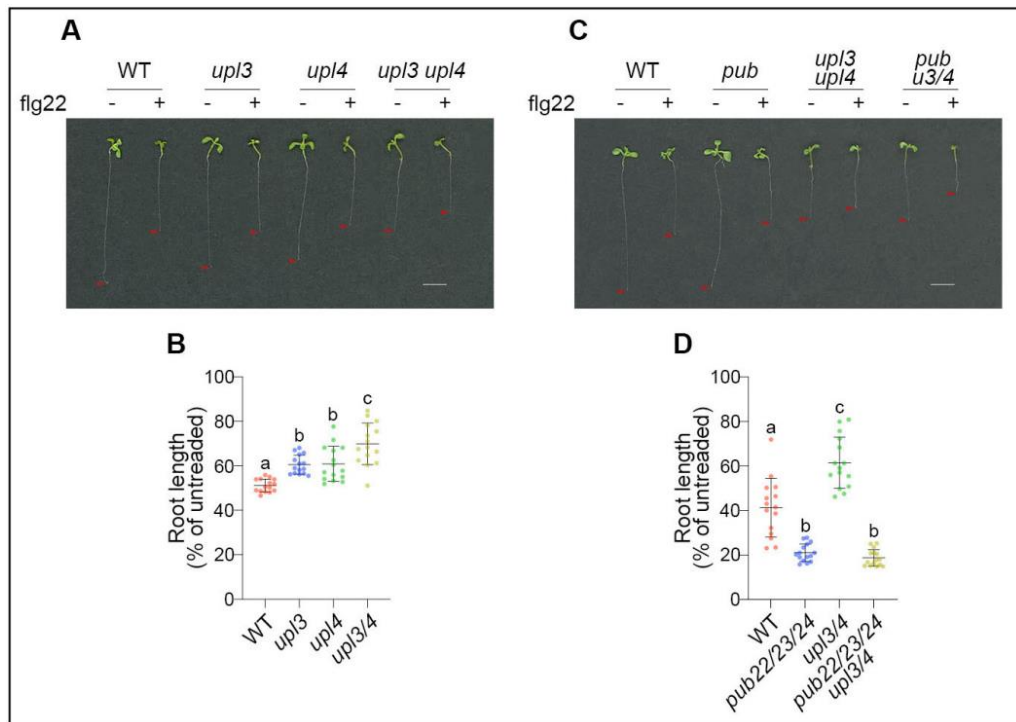 A
WT upl3 upl4 upl3 upl4
flg22 - + - + - + - +
B
Root length
(% of untreaded)
100
80
60
40
20
0
a
b
b
c
WT
upl3
upl4
upl3/4
C
WT pub upl3 upl4 pub u3/4
flg22 - + - + - + - +
D
Root length
(% of untreaded)
100
80
60
40
20
0
a
b
c
b
WT
pub22/23/24
upl3/4
pub22/23/24
upl3/4